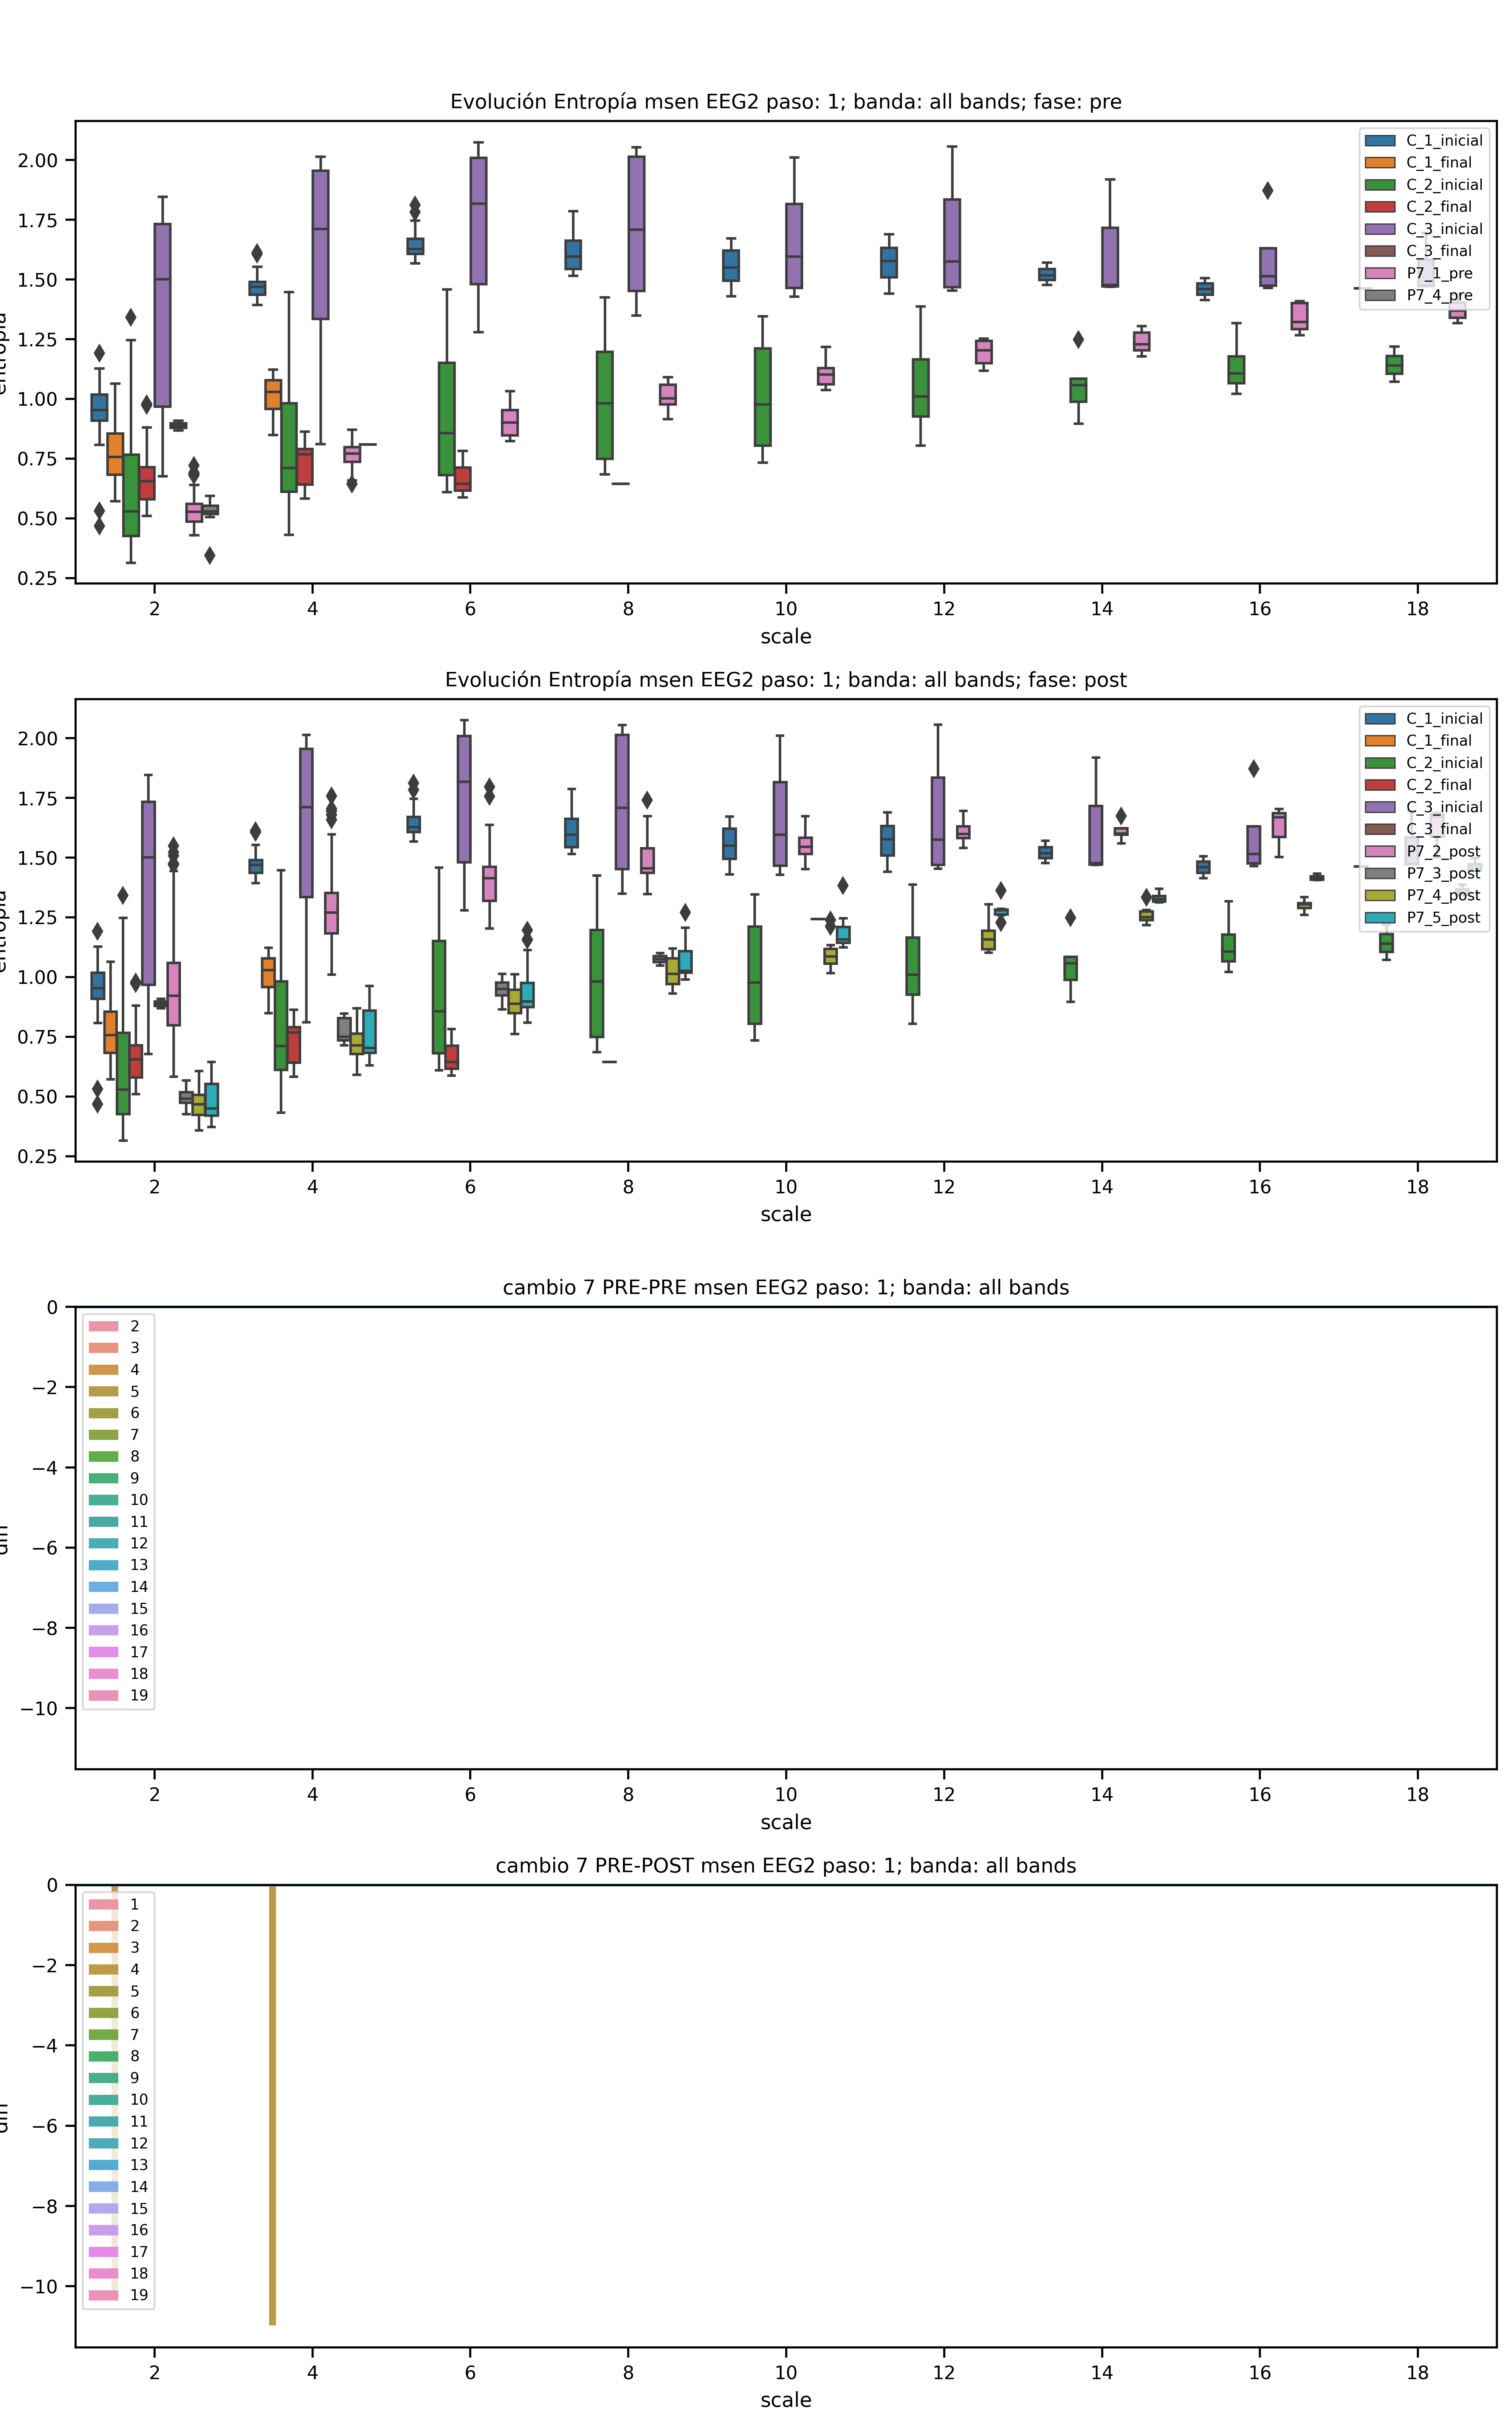 Evolución Entropía msen EEG2 paso: 1; banda: all bands; fase: pre
2.00
1.75
1.50
1.25
1.00
0.75
0.50
0.25
C_1_inicial
C_1_final
C_2_inicial
C_2_final
C_3_inicial
C_3_final
P7_1_pre
P7_4_pre
2 4 6 8 10 12 14 16 18
scale
Evolución Entropía msen EEG2 paso: 1; banda: all bands; fase: post
2.00
1.75
1.50
1.25
1.00
0.75
0.50
0.25
C_1_inicial
C_1_final
C_2_inicial
C_2_final
C_3_inicial
C_3_final
P7_2_post
P7_3_post
P7_4_post
P7_5_post
2 4 6 8 10 12 14 16 18
scale
cambio 7 PRE-PRE msen EEG2 paso: 1; banda: all bands
0
−2
−4
−6
−8
−10
2
3
4
5
6
7
8
9
10
11
12
13
14
15
16
17
18
19
2 4 6 8 10 12 14 16 18
scale
cambio 7 PRE-POST msen EEG2 paso: 1; banda: all bands
0
−2
−4
−6
−8
−10
1
2
3
4
5
6
7
8
9
10
11
12
13
14
15
16
17
18
19
2 4 6 8 10 12 14 16 18
scale